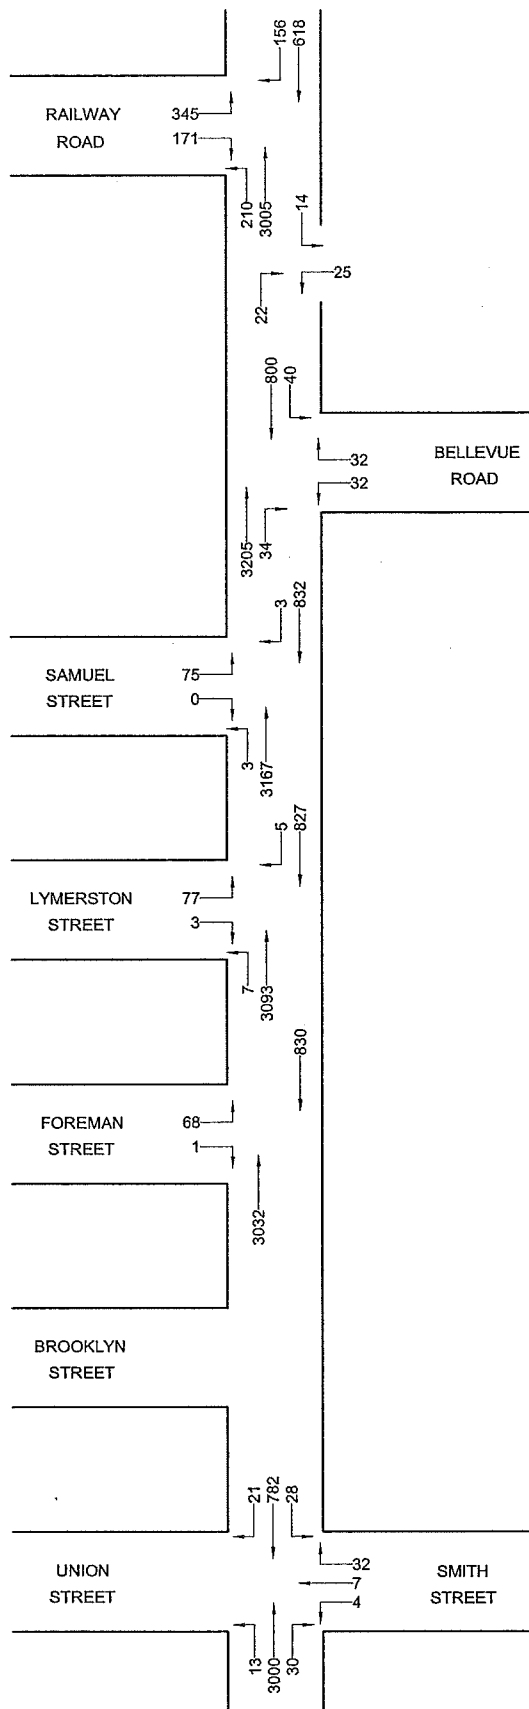 156
618
RAILWAY
ROAD
345
171
210
3005
14
25
22
800
40
BELLEVUE
ROAD
32
32
3205
34
3
832
SAMUEL
STREET
75
0
3
3167
5
827
LYMERSTON
STREET
77
3
7
3093
830
FOREMAN
STREET
68
1
3032
BROOKLYN
STREET
21
782
28
UNION
STREET
32
7
4
SMITH
STREET
13
3000
30